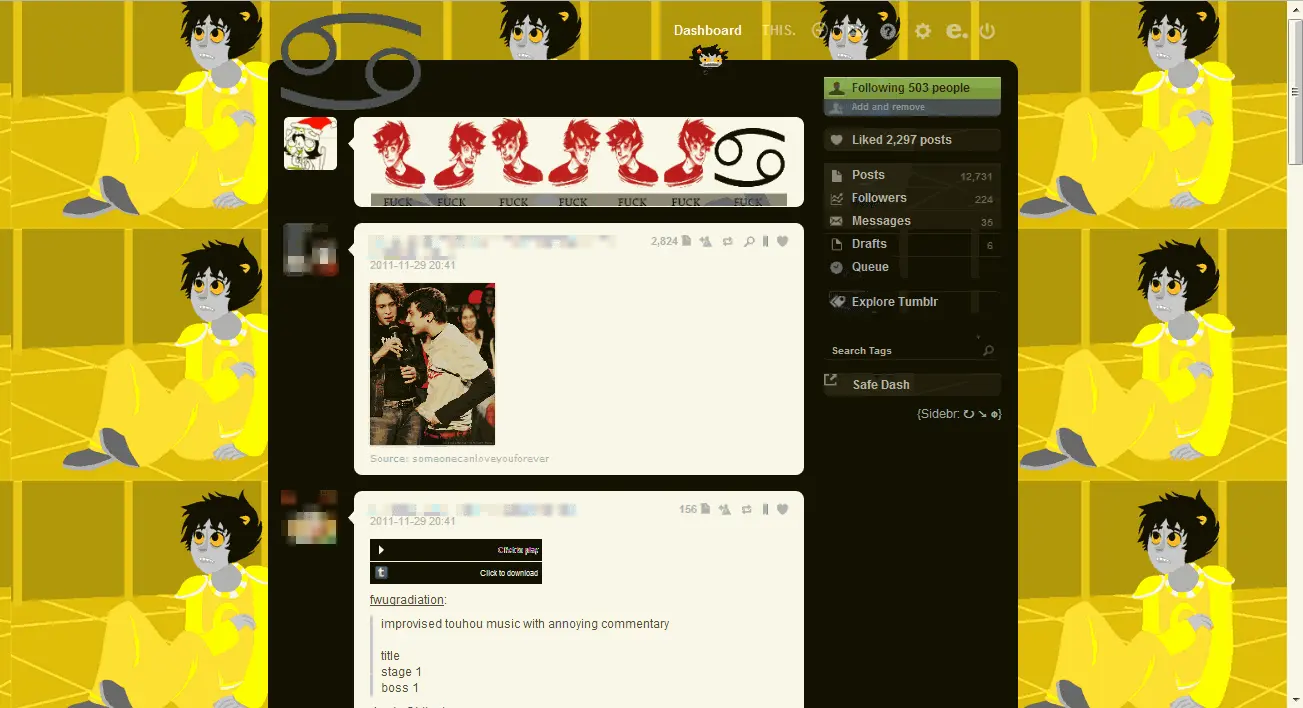 Dashboard THIS. ? e.
Following 503 people
Add and remove
Liked 2,297 posts
Posts 12,731
Followers 224
Messages 35
Drafts 6
Queue
Explore Tumblr
Search Tags
Safe Dash
{Sidebr: }
FUCK FUCK FUCK FUCK FUCK FUCK FUCK
2,824
2011-11-29 20:41
Source: someonecanloveyouforever
156
2011-11-29 20:41
Click to play
t Click to download
fwugradiation:
improvised touhou music with annoying commentary
title
stage 1
boss 1